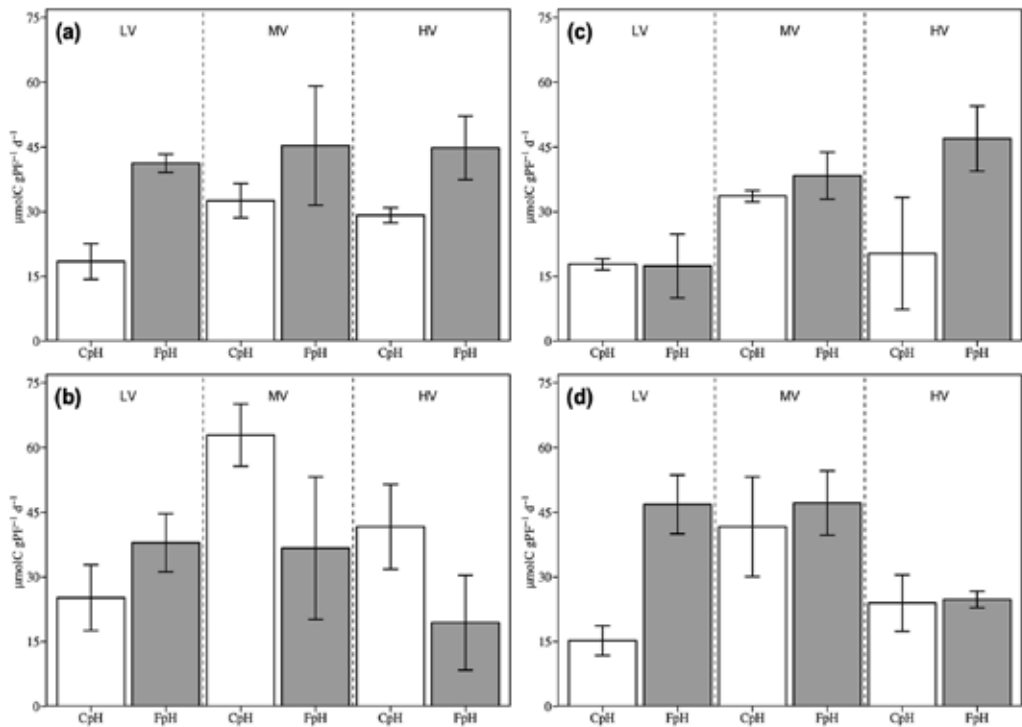 (a) LV MV HV
75
60
45
30
15
0
µmolC gPF⁻¹ d⁻¹
CpH FpH CpH FpH CpH FpH
(c) LV MV HV
75
60
45
30
15
0
µmolC gPF⁻¹ d⁻¹
CpH FpH CpH FpH CpH FpH
(b) LV MV HV
75
60
45
30
15
0
µmolC gPF⁻¹ d⁻¹
CpH FpH CpH FpH CpH FpH
(d) LV MV HV
75
60
45
30
15
0
µmolC gPF⁻¹ d⁻¹
CpH FpH CpH FpH CpH FpH